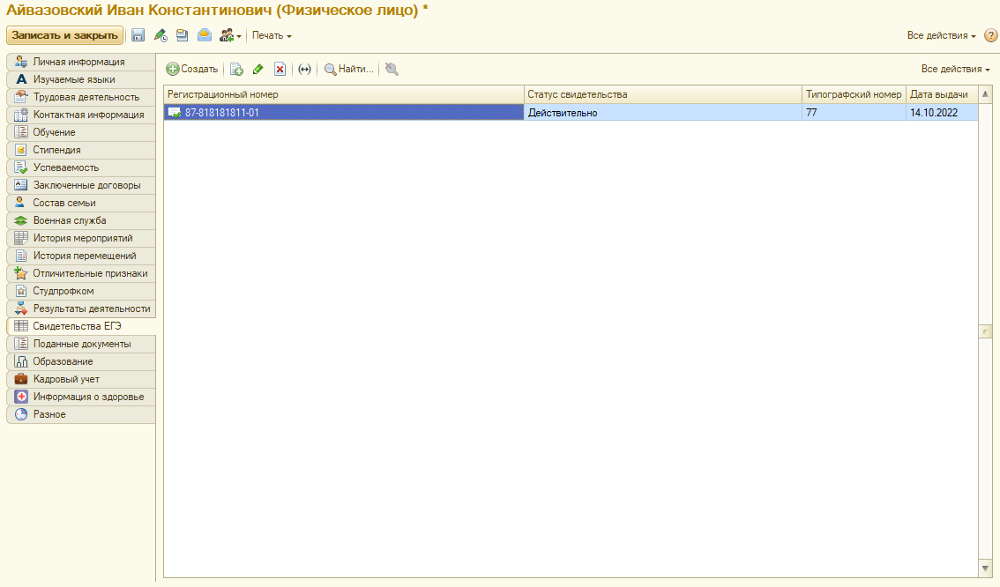 Айвазовский Иван Константинович (Физическое лицо) *
Записать и закрыть Печать Все действия ?
Личная информация
Изучаемые языки
Трудовая деятельность
Контактная информация
Обучение
Стипендия
Успеваемость
Заключенные договоры
Состав семьи
Военная служба
История мероприятий
История перемещений
Отличительные признаки
Студпрофком
Результаты деятельности
Свидетельства ЕГЭ
Поданные документы
Образование
Кадровый учет
Информация о здоровье
Разное
Создать Найти... Все действия
Регистрационный номер Статус свидетельства Типографский номер Дата выдачи
87-818181811-01 Действительно 77 14.10.2022